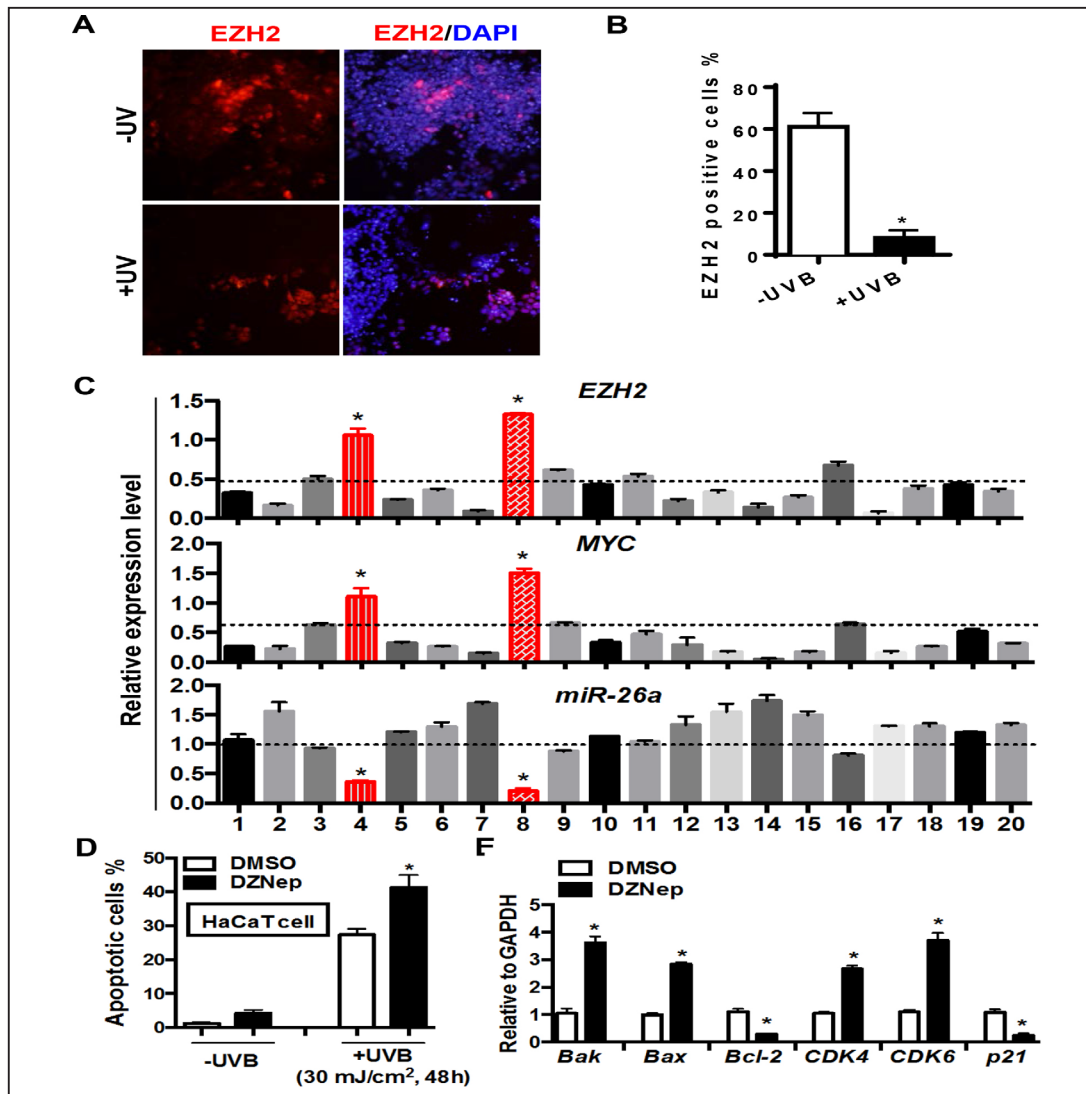 A
EZH2
EZH2/DAPI
-UV
+UV
B
EZH2 positive cells %
80
60
40
20
0
*
-UVB
+UVB
C
Relative expression level
EZH2
1.5
1.0
0.5
0.0
* *
MYC
2.0
1.5
1.0
0.5
0.0
* *
miR-26a
2.0
1.5
1.0
0.5
0.0
* *
1 2 3 4 5 6 7 8 9 10 11 12 13 14 15 16 17 18 19 20
D
Apoptotic cells %
50
40
30
20
10
0
DMSO
DZNep
HaCaTcell
*
-UVB
+UVB
(30 mJ/cm², 48h)
Relative to GAPDH
DMSO
DZNep
5
4
3
2
1
0
* * * * * *
Bak Bax Bcl-2 CDK4 CDK6 p21